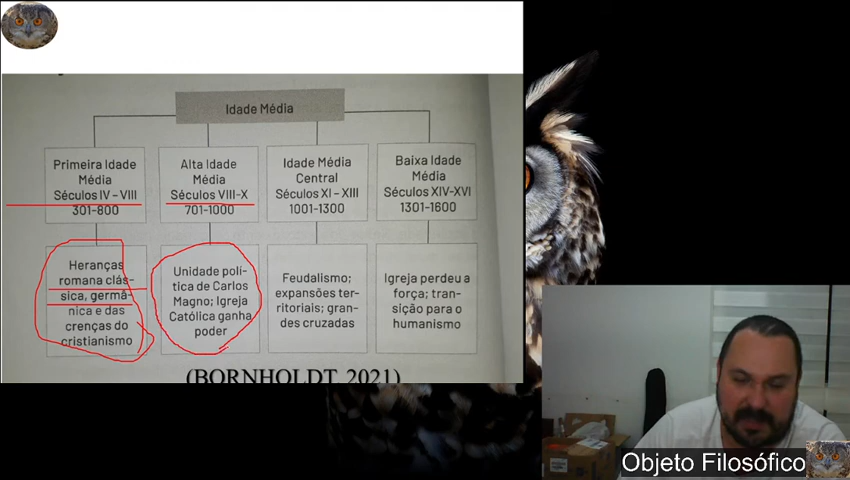 Idade Média
Primeira Idade
Média
Séculos IV – VIII
301-800
Alta Idade
Média
Séculos VIII-X
701-1000
Idade Média
Central
Séculos XI – XIII
1001-1300
Baixa Idade
Média
Séculos XIV-XVI
1301-1600
Heranças
romana clás-
sica, germâ-
nica e das
crenças do
cristianismo
Unidade polí-
tica de Carlos
Magno; Igreja
Católica ganha
poder
Feudalismo;
expansões ter-
ritoriais; gran-
des cruzadas
Igreja perdeu a
força; tran-
sição para o
humanismo
(BORNHOLDT, 2021)
Objeto Filosófico